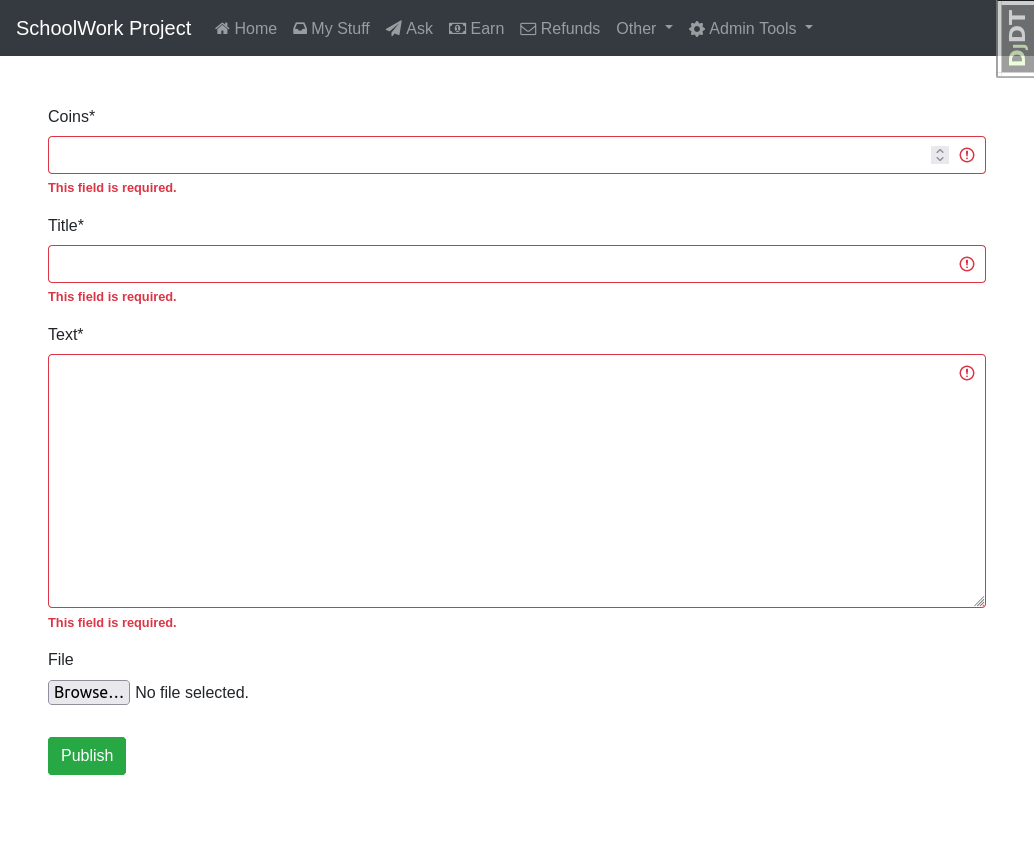 SchoolWork Project Home My Stuff Ask Earn Refunds Other Admin Tools
DjDT
Coins*
This field is required.
Title*
This field is required.
Text*
This field is required.
File
Browse... No file selected.
Publish